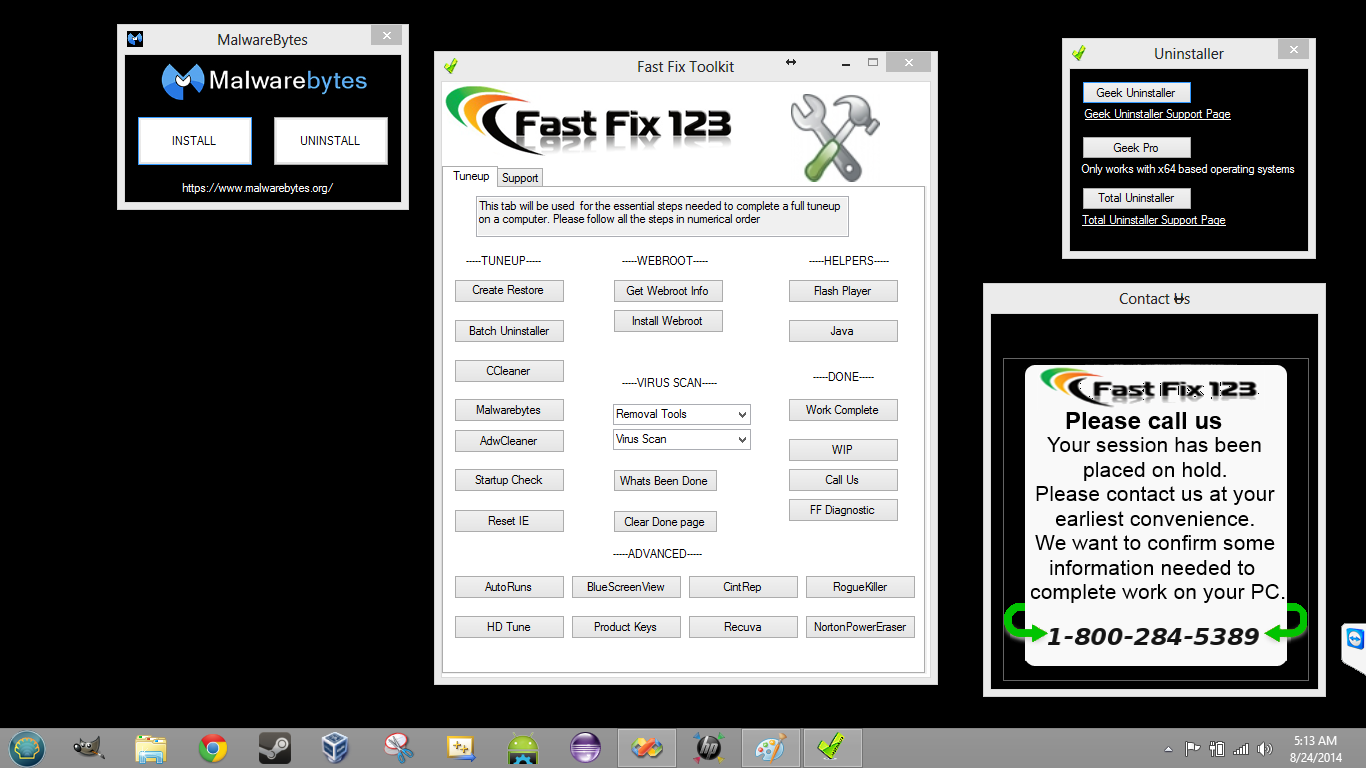 MalwareBytes
Malwarebytes
INSTALL
UNINSTALL
https://www.malwarebytes.org/
Fast Fix Toolkit
Fast Fix 123
Tuneup
Support
This tab will be used for the essential steps needed to complete a full tuneup
on a computer. Please follow all the steps in numerical order
-----TUNEUP-----
Create Restore
Batch Uninstaller
CCleaner
Malwarebytes
AdwCleaner
Startup Check
Reset IE
-----WEBROOT-----
Get Webroot Info
Install Webroot
-----VIRUS SCAN-----
Removal Tools
Virus Scan
Whats Been Done
Clear Done page
-----HELPERS-----
Flash Player
Java
-----DONE-----
Work Complete
WIP
Call Us
FF Diagnostic
-----ADVANCED-----
AutoRuns
BlueScreenView
CintRep
RogueKiller
HD Tune
Product Keys
Recuva
NortonPowerEraser
Uninstaller
Geek Uninstaller
Geek Uninstaller Support Page
Geek Pro
Only works with x64 based operating systems
Total Uninstaller
Total Uninstaller Support Page
Contact Us
Fast Fix 123
Please call us
Your session has been
placed on hold.
Please contact us at your
earliest convenience.
We want to confirm some
information needed to
complete work on your PC.
1-800-284-5389
hp
5:13 AM
8/24/2014